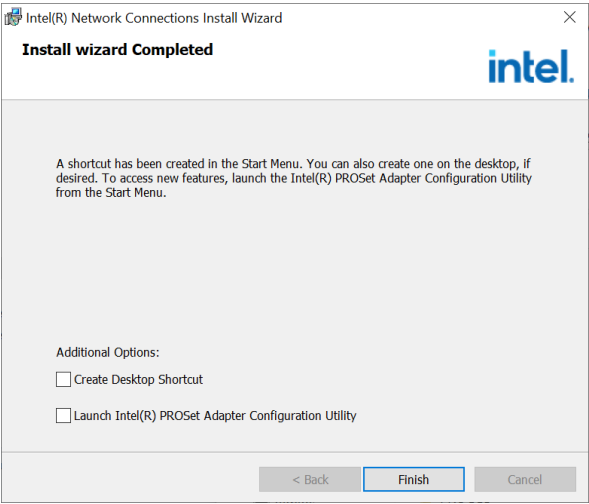 Intel(R) Network Connections Install Wizard
Install wizard Completed
intel.
A shortcut has been created in the Start Menu. You can also create one on the desktop, if
desired. To access new features, launch the Intel(R) PROSet Adapter Configuration Utility
from the Start Menu.
Additional Options:
Create Desktop Shortcut
Launch Intel(R) PROSet Adapter Configuration Utility
< Back
Finish
Cancel